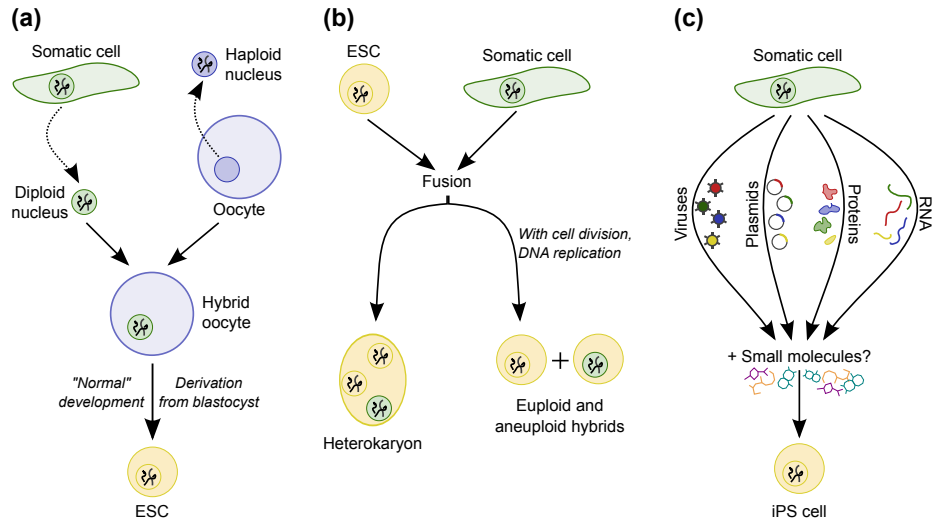 (a)
Somatic cell
Haploid
nucleus
Diploid
nucleus
Oocyte
Hybrid
oocyte
"Normal"
development
Derivation
from blastocyst
ESC
(b)
ESC
Somatic cell
Fusion
With cell division,
DNA replication
Heterokaryon
Euploid and
aneuploid hybrids
(c)
Somatic cell
Viruses
Plasmids
Proteins
RNA
+ Small molecules?
iPS cell